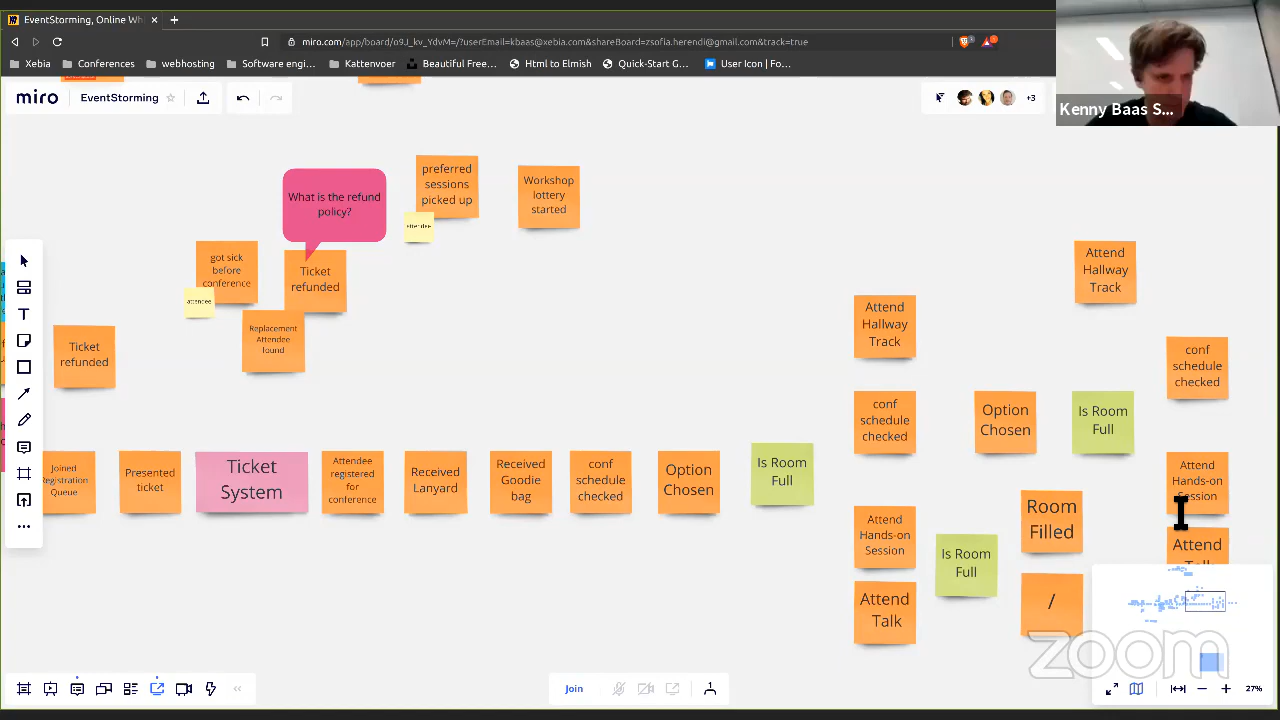 EventStorming, Online Wh
miro.com/app/board/o9J_kv_YdvM=/?userEmail=kbaas@xebia.com&shareBoard=zsofia.herendi@gmail.com&track=true
Xebia
Conferences
webhosting
Software engi...
Kattenvoer
Beautiful Free...
Html to Elmish
Quick-Start G...
User Icon | Fo...
miro
EventStorming
+3
Kenny Baas S...
preferred
sessions
picked up
attendee
Workshop
lottery
started
What is the refund
policy?
got sick
before
conference
attendee
Ticket
refunded
Replacement
Attendee
found
Ticket
refunded
Attend
Hallway
Track
Attend
Hallway
Track
conf
schedule
checked
conf
schedule
checked
Option
Chosen
Is Room
Full
Joined
Registration
Queue
Presented
ticket
Ticket
System
Attendee
registered
for
conference
Received
Lanyard
Received
Goodie
bag
conf
schedule
checked
Option
Chosen
Is Room
Full
Attend
Hands-on
Session
Attend
Hands-on
Session
Attend
Talk
Is Room
Full
Room
Filled
/
Attend
Talk
zoom
Join
27%